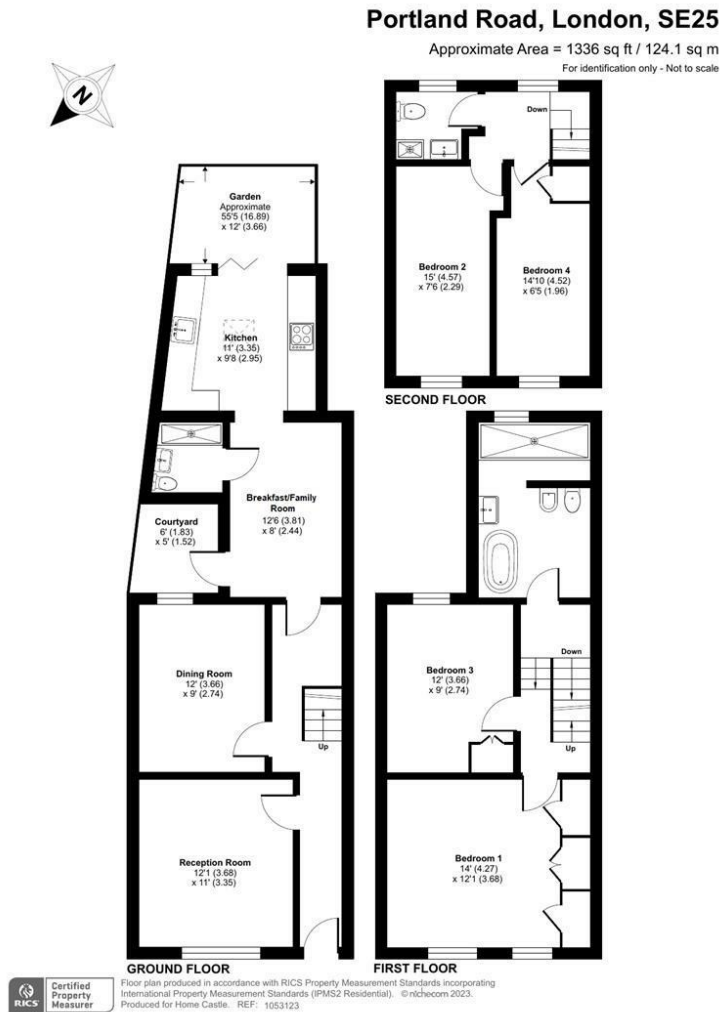 Portland Road, London, SE25
Approximate Area = 1336 sq ft / 124.1 sq m
For identification only - Not to scale
N
Garden
Approximate
55'5 (16.89)
x 12' (3.66)
Kitchen
11' (3.35)
x 9'8 (2.95)
Breakfast/Family
Room
12'6 (3.81)
x 8' (2.44)
Courtyard
6' (1.83)
x 5' (1.52)
Dining Room
12' (3.66)
x 9' (2.74)
Up
Reception Room
12'1 (3.68)
x 11' (3.35)
GROUND FLOOR
Down
Bedroom 2
15' (4.57)
x 7'6 (2.29)
Bedroom 4
14'10 (4.52)
x 6'5 (1.96)
SECOND FLOOR
Down
Bedroom 3
12' (3.66)
x 9' (2.74)
Up
Bedroom 1
14' (4.27)
x 12'1 (3.68)
FIRST FLOOR
RICS
Certified
Property
Measurer
Floor plan produced in accordance with RICS Property Measurement Standards incorporating
International Property Measurement Standards (IPMS2 Residential). ©nichecom 2023.
Produced for Home Castle. REF: 1053123